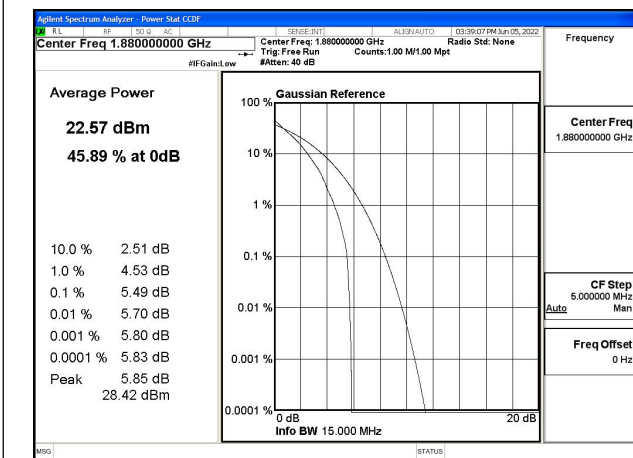 Agilent Spectrum Analyzer - Power Stat CCDF
RL RF 50 Ω AC SENSE:INT ALIGN AUTO 03:39:07 PM Jun 05, 2022
Center Freq 1.880000000 GHz
Center Freq: 1.880000000 GHz Radio Std: None
Trig: Free Run Counts:1.00 M/1.00 Mpt
#IFGain:Low #Atten: 40 dB
Frequency
Average Power
22.57 dBm
45.89 % at 0dB
10.0 % 2.51 dB
1.0 % 4.53 dB
0.1 % 5.49 dB
0.01 % 5.70 dB
0.001 % 5.80 dB
0.0001 % 5.83 dB
Peak 5.85 dB
28.42 dBm
Gaussian Reference
100 %
10 %
1 %
0.1 %
0.01 %
0.001 %
0.0001 %
0 dB 20 dB
Info BW 15.000 MHz
Center Freq
1.880000000 GHz
CF Step
5.000000 MHz
Auto Man
Freq Offset
0 Hz
MSG STATUS